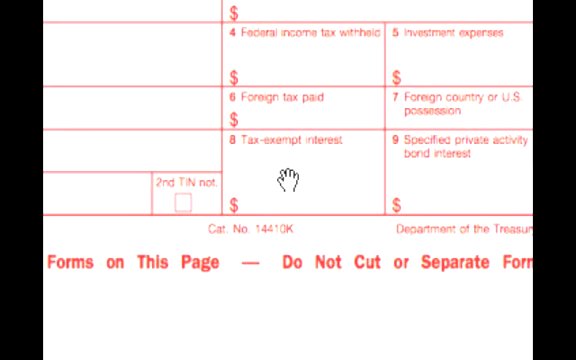 $
4 Federal income tax withheld 5 Investment expenses
$ $
6 Foreign tax paid 7 Foreign country or U.S.
possession
$
8 Tax-exempt interest 9 Specified private activity
bond interest
2nd TIN not.
$ $
Cat. No. 14410K Department of the Treasur
Forms on This Page — Do Not Cut or Separate Forn